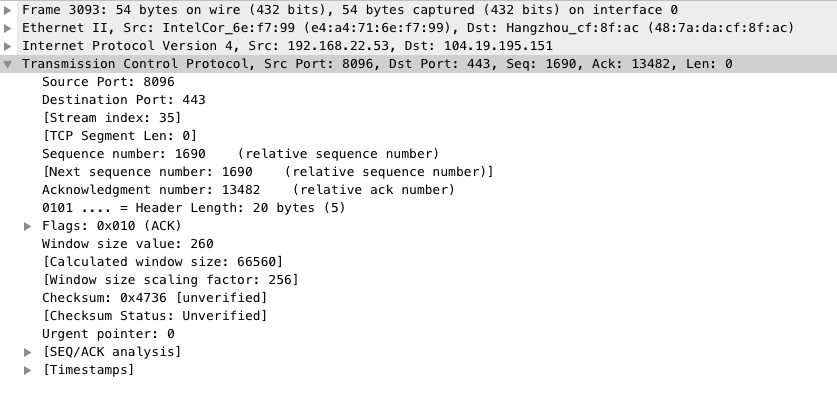 Frame 3093: 54 bytes on wire (432 bits), 54 bytes captured (432 bits) on interface 0
Ethernet II, Src: IntelCor_6e:f7:99 (e4:a4:71:6e:f7:99), Dst: Hangzhou_cf:8f:ac (48:7a:da:cf:8f:ac)
Internet Protocol Version 4, Src: 192.168.22.53, Dst: 104.19.195.151
Transmission Control Protocol, Src Port: 8096, Dst Port: 443, Seq: 1690, Ack: 13482, Len: 0
Source Port: 8096
Destination Port: 443
[Stream index: 35]
[TCP Segment Len: 0]
Sequence number: 1690    (relative sequence number)
[Next sequence number: 1690    (relative sequence number)]
Acknowledgment number: 13482    (relative ack number)
0101 .... = Header Length: 20 bytes (5)
Flags: 0x010 (ACK)
Window size value: 260
[Calculated window size: 66560]
[Window size scaling factor: 256]
Checksum: 0x4736 [unverified]
[Checksum Status: Unverified]
Urgent pointer: 0
[SEQ/ACK analysis]
[Timestamps]